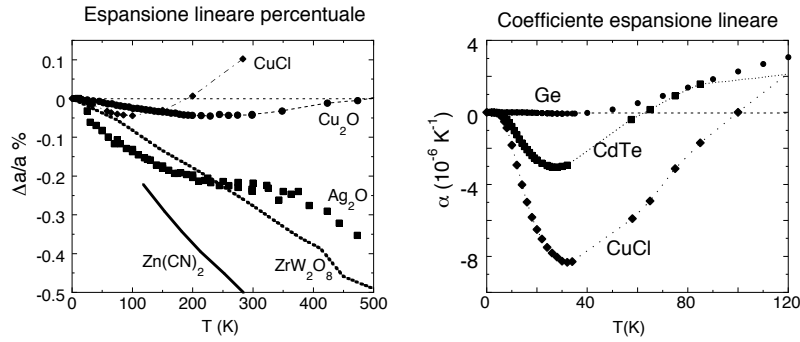 Espansione lineare percentuale
0.1
0
-0.1
-0.2
-0.3
-0.4
-0.5
Δa/a %
CuCl
Cu₂O
Ag₂O
Zn(CN)₂
ZrW₂O₈
0 100 200 300 400 500
T (K)
Coefficiente espansione lineare
4
0
-4
-8
α (10⁻⁶ K⁻¹)
Ge
CdTe
CuCl
0 40 80 120
T(K)